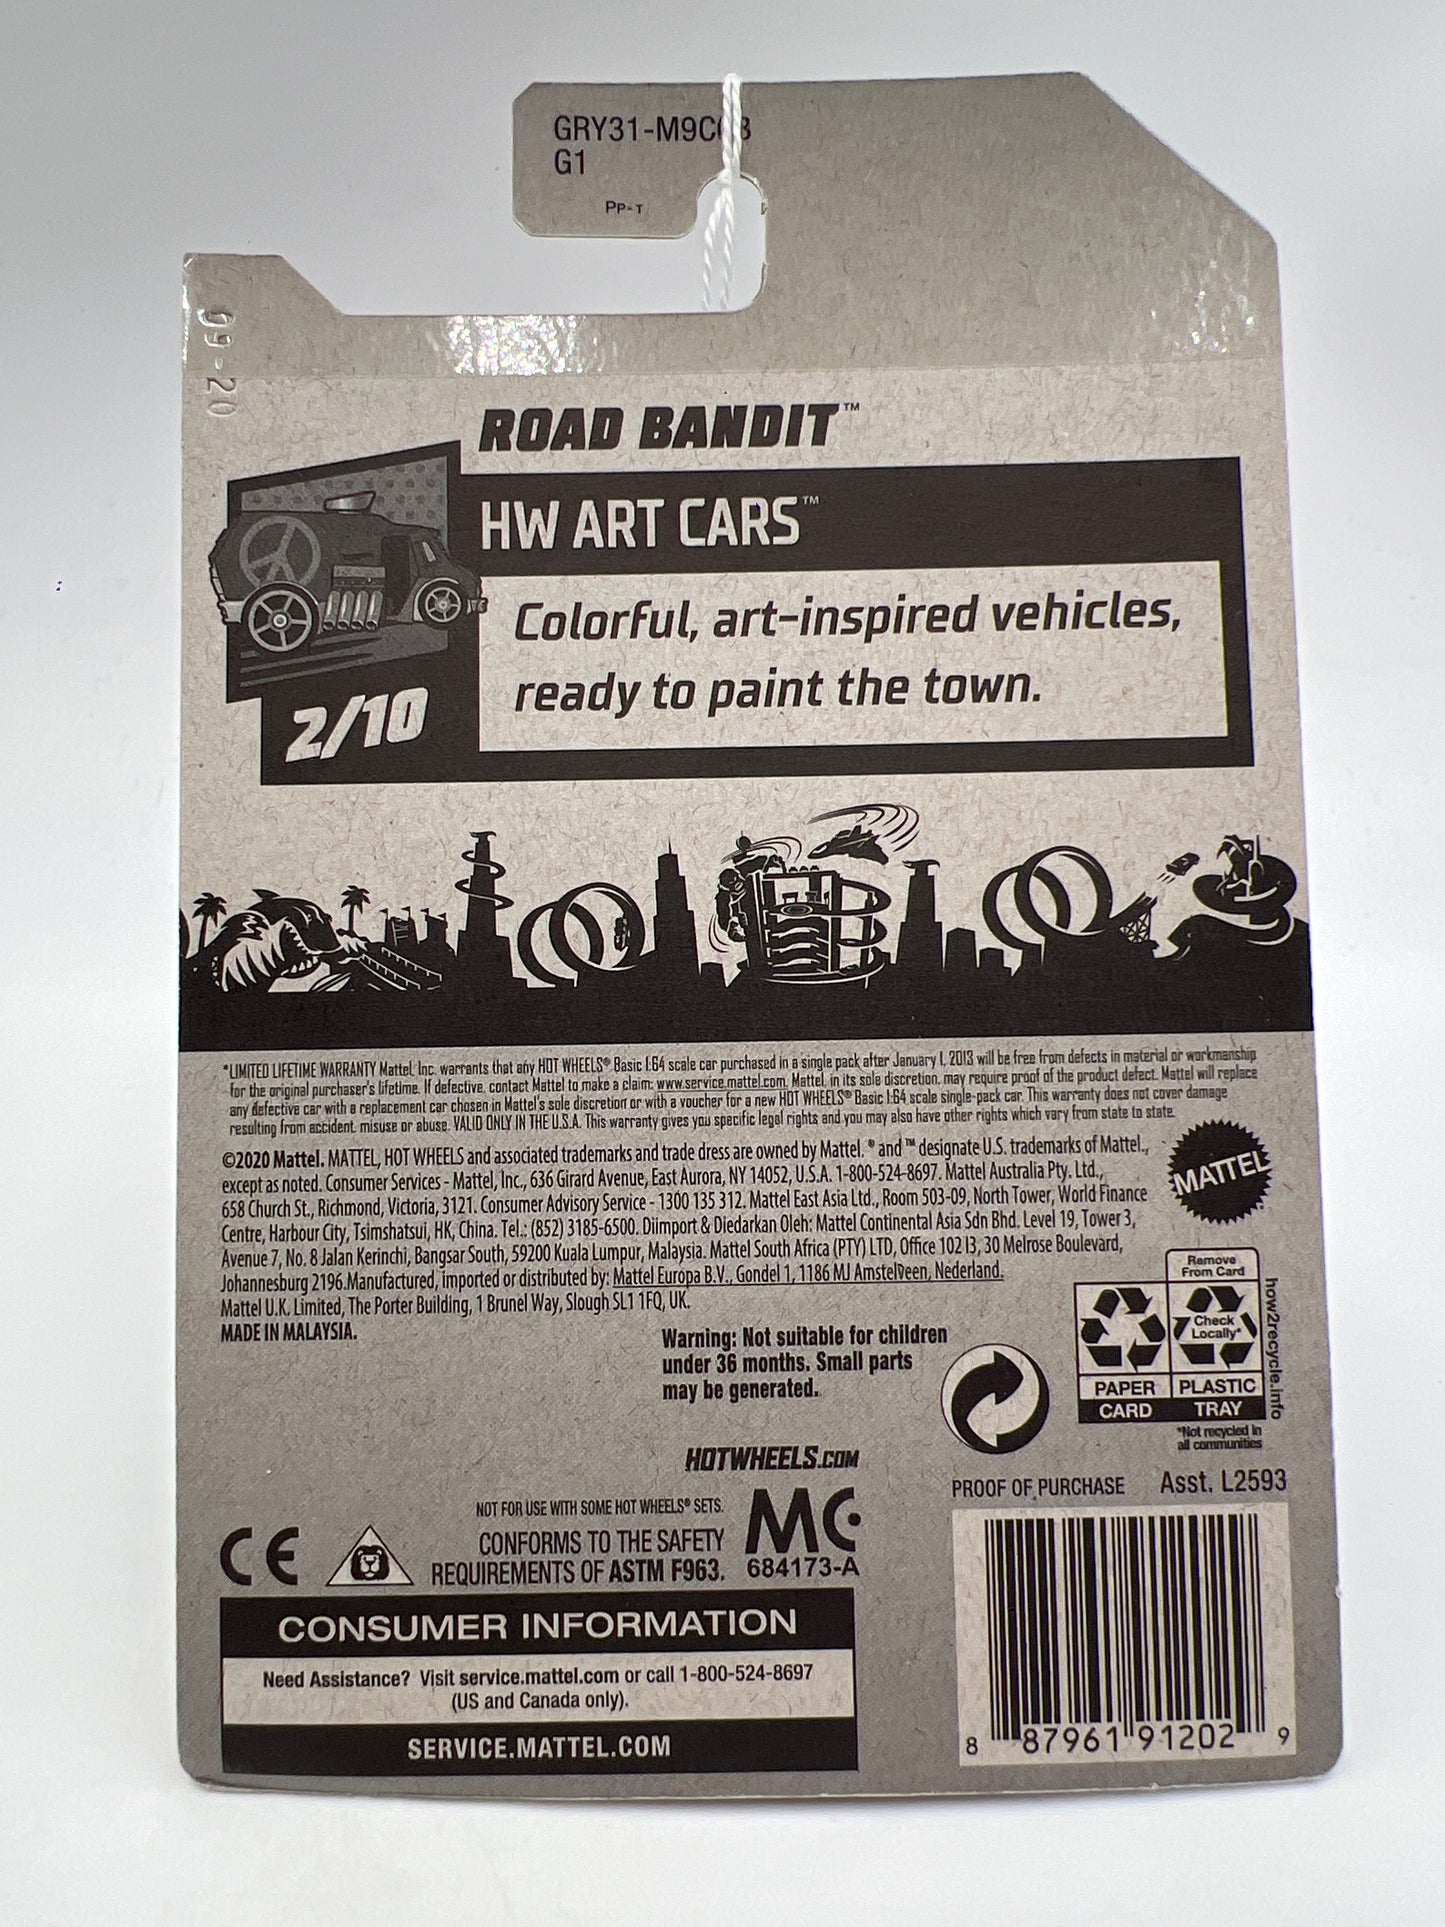 GRY31-M9C
G1
PP-T
09-20
ROAD BANDIT™
HW ART CARS™
Colorful, art-inspired vehicles,
ready to paint the town.
2/10
*LIMITED LIFETIME WARRANTY Mattel, Inc. warrants that any HOT WHEELS® Basic 1:64 scale car purchased in a single pack after January 1, 2013 will be free from defects in material or workmanship
for the original purchaser's lifetime. If defective, contact Mattel to make a claim: www.service.mattel.com. Mattel, in its sole discretion, may require proof of the product defect. Mattel will replace
any defective car with a replacement car chosen in Mattel's sole discretion or with a voucher for a new HOT WHEELS® Basic 1:64 scale single-pack car. This warranty does not cover damage
resulting from accident, misuse or abuse. VALID ONLY IN THE U.S.A. This warranty gives you specific legal rights and you may also have other rights which vary from state to state.
©2020 Mattel. MATTEL, HOT WHEELS and associated trademarks and trade dress are owned by Mattel. ® and ™ designate U.S. trademarks of Mattel.,
except as noted. Consumer Services - Mattel, Inc., 636 Girard Avenue, East Aurora, NY 14052, U.S.A. 1-800-524-8697. Mattel Australia Pty. Ltd.,
658 Church St., Richmond, Victoria, 3121. Consumer Advisory Service - 1300 135 312. Mattel East Asia Ltd., Room 503-09, North Tower, World Finance
Centre, Harbour City, Tsimshatsui, HK, China. Tel.: (852) 3185-6500. Diimport & Diedarkan Oleh: Mattel Continental Asia Sdn Bhd. Level 19, Tower 3,
Avenue 7, No. 8 Jalan Kerinchi, Bangsar South, 59200 Kuala Lumpur, Malaysia. Mattel South Africa (PTY) LTD, Office 102 I3, 30 Melrose Boulevard,
Johannesburg 2196.Manufactured, imported or distributed by: Mattel Europa B.V., Gondel 1, 1186 MJ Amstelveen, Nederland.
Mattel U.K. Limited, The Porter Building, 1 Brunel Way, Slough SL1 1FQ, UK.
MADE IN MALAYSIA.
MATTEL
Warning: Not suitable for children
under 36 months. Small parts
may be generated.
Remove
From Card
Check
Locally*
PAPER
PLASTIC
CARD
TRAY
how2recycle.info
*Not recycled in
all communities
HOTWHEELS.COM
NOT FOR USE WITH SOME HOT WHEELS® SETS.
CONFORMS TO THE SAFETY
REQUIREMENTS OF ASTM F963.
CE
MC
684173-A
PROOF OF PURCHASE
Asst. L2593
8 87961 91202 9
CONSUMER INFORMATION
Need Assistance? Visit service.mattel.com or call 1-800-524-8697
(US and Canada only).
SERVICE.MATTEL.COM